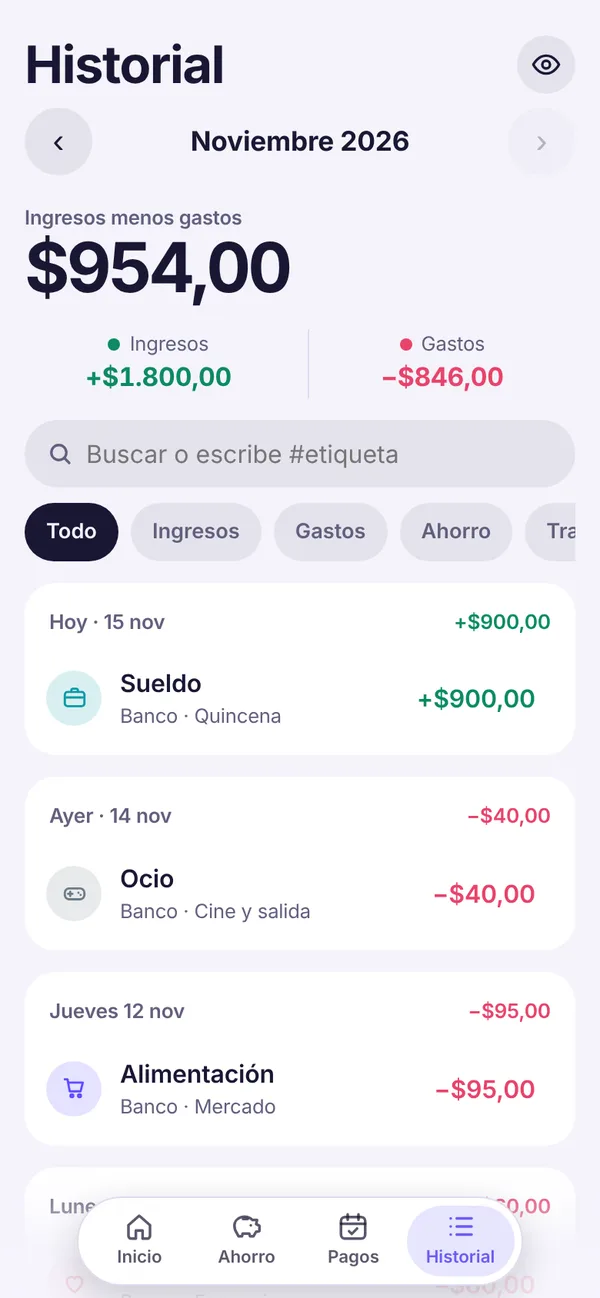 Historial
Noviembre 2026
Ingresos menos gastos
$954,00
Ingresos
Gastos
+$1.800,00
−$846,00
Buscar o escribe #etiqueta
Todo
Ingresos
Gastos
Ahorro
Tra
Hoy · 15 nov
+$900,00
Sueldo
+$900,00
Banco · Quincena
Ayer · 14 nov
−$40,00
Ocio
−$40,00
Banco · Cine y salida
Jueves 12 nov
−$95,00
Alimentación
−$95,00
Banco · Mercado
Lune
Inicio
Ahorro
Pagos
Historial